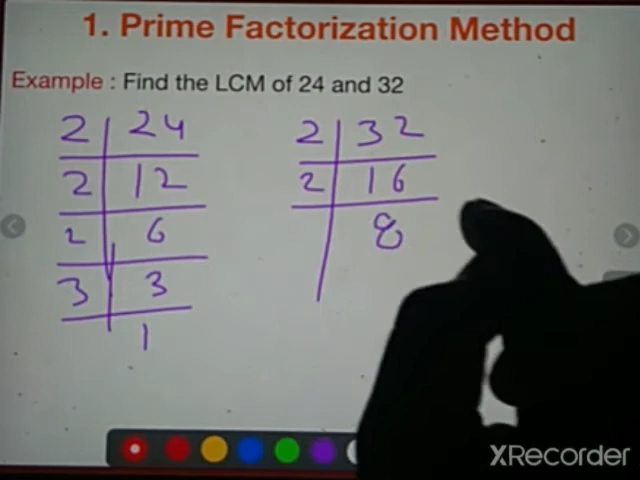 1. Prime Factorization Method
Example : Find the LCM of 24 and 32
2 24
2 12
2 6
3 3
1
2 32
2 16
8
XRecorder